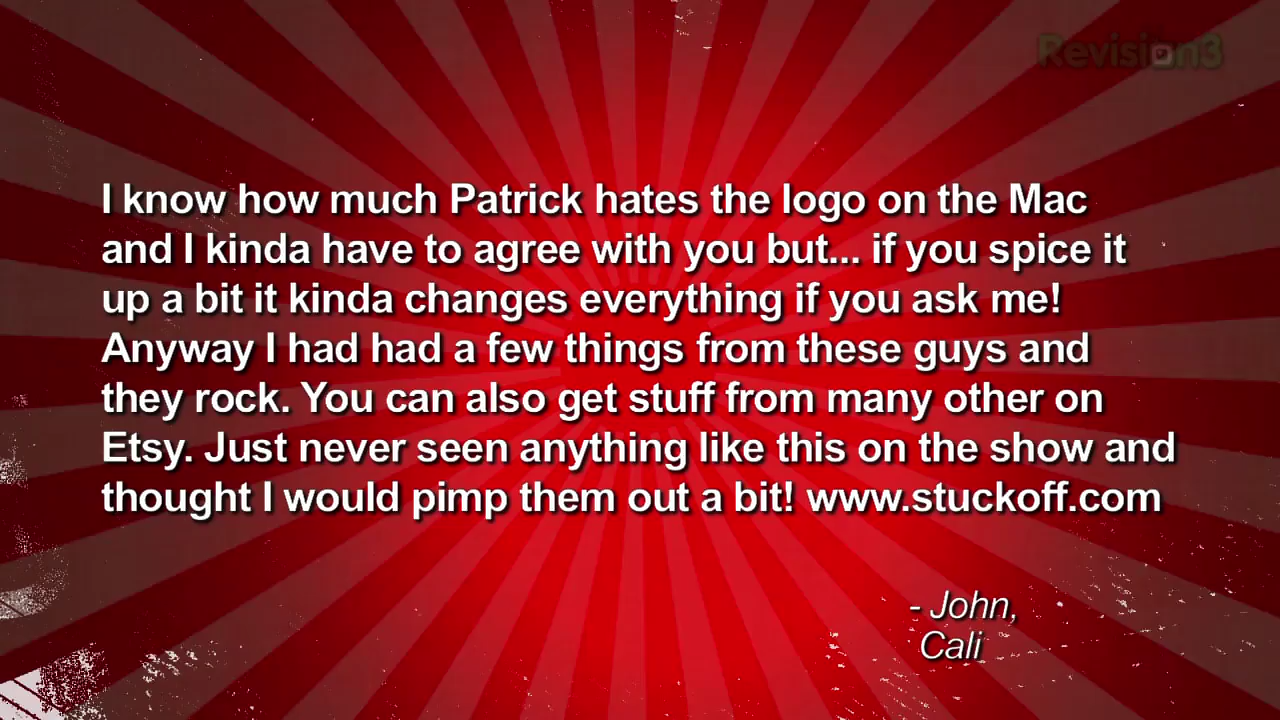 Revision3
I know how much Patrick hates the logo on the Mac
and I kinda have to agree with you but... if you spice it
up a bit it kinda changes everything if you ask me!
Anyway I had had a few things from these guys and
they rock. You can also get stuff from many other on
Etsy. Just never seen anything like this on the show and
thought I would pimp them out a bit! www.stuckoff.com
- John,
Cali